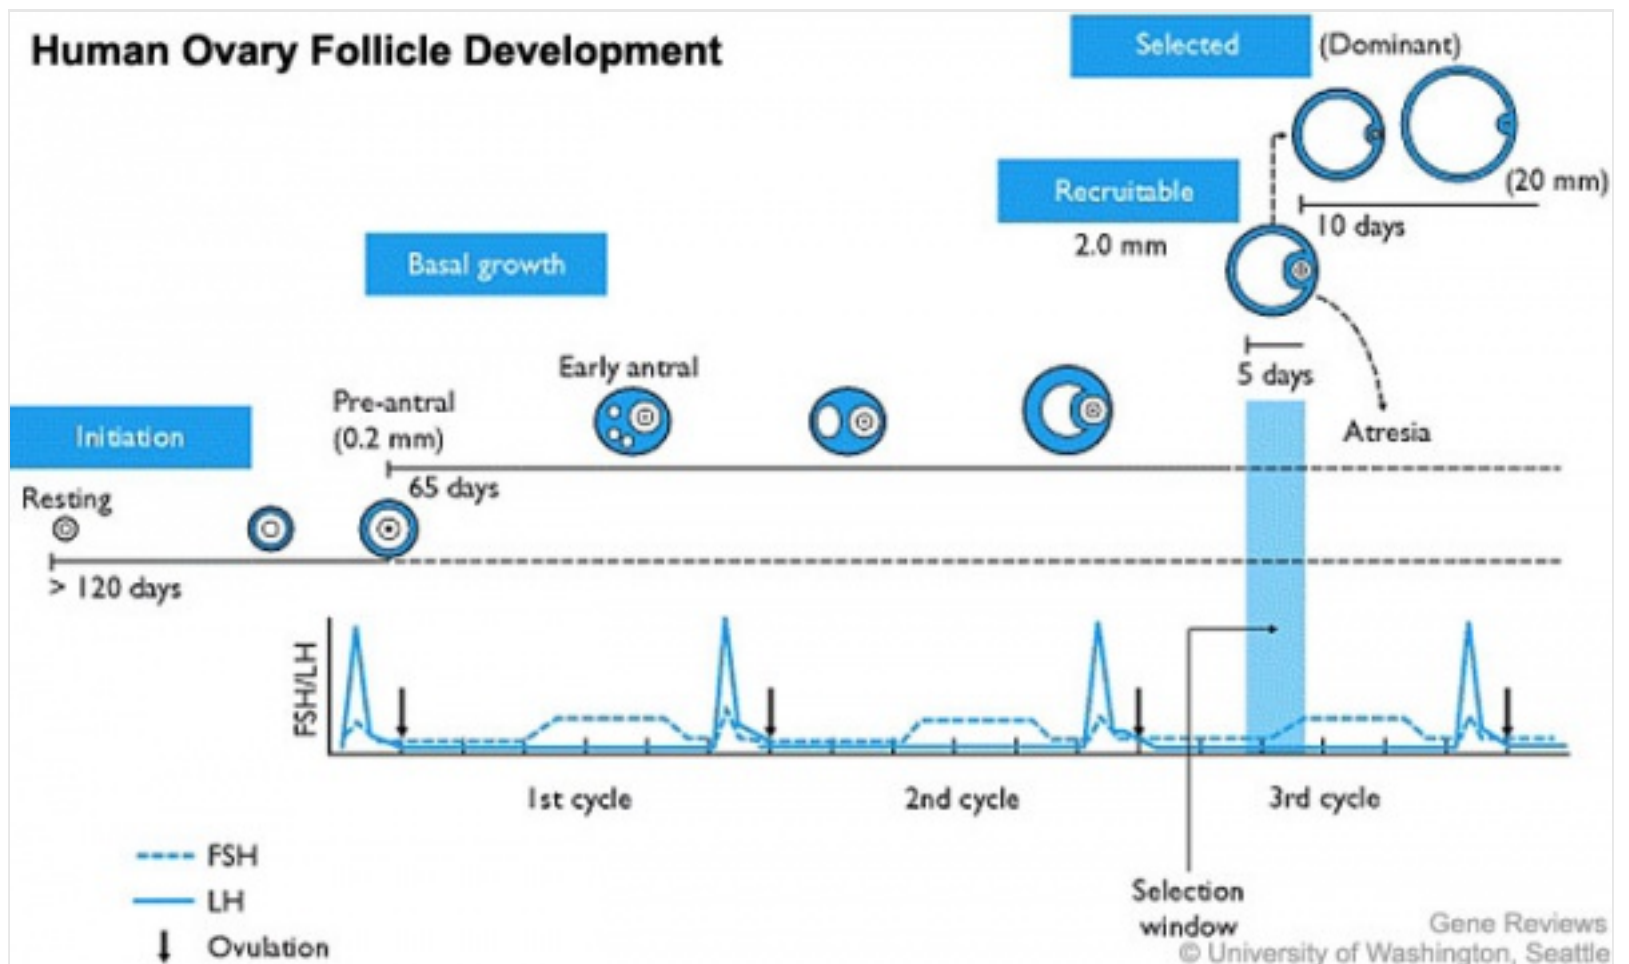 Human Ovary Follicle Development
Selected
(Dominant)
(20 mm)
10 days
Recruitable
2.0 mm
5 days
Atresia
Basal growth
Early antral
Pre-antral
(0.2 mm)
65 days
Initiation
Resting
> 120 days
FSH/LH
1st cycle
2nd cycle
3rd cycle
FSH
LH
Ovulation
Selection
window
Gene Reviews
© University of Washington, Seattle